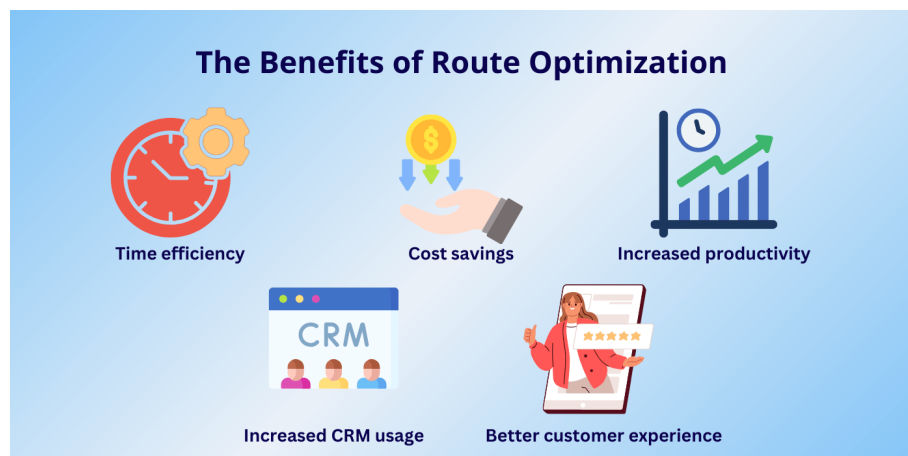 The Benefits of Route Optimization
$
Time efficiency
Cost savings
Increased productivity
CRM
Increased CRM usage
Better customer experience